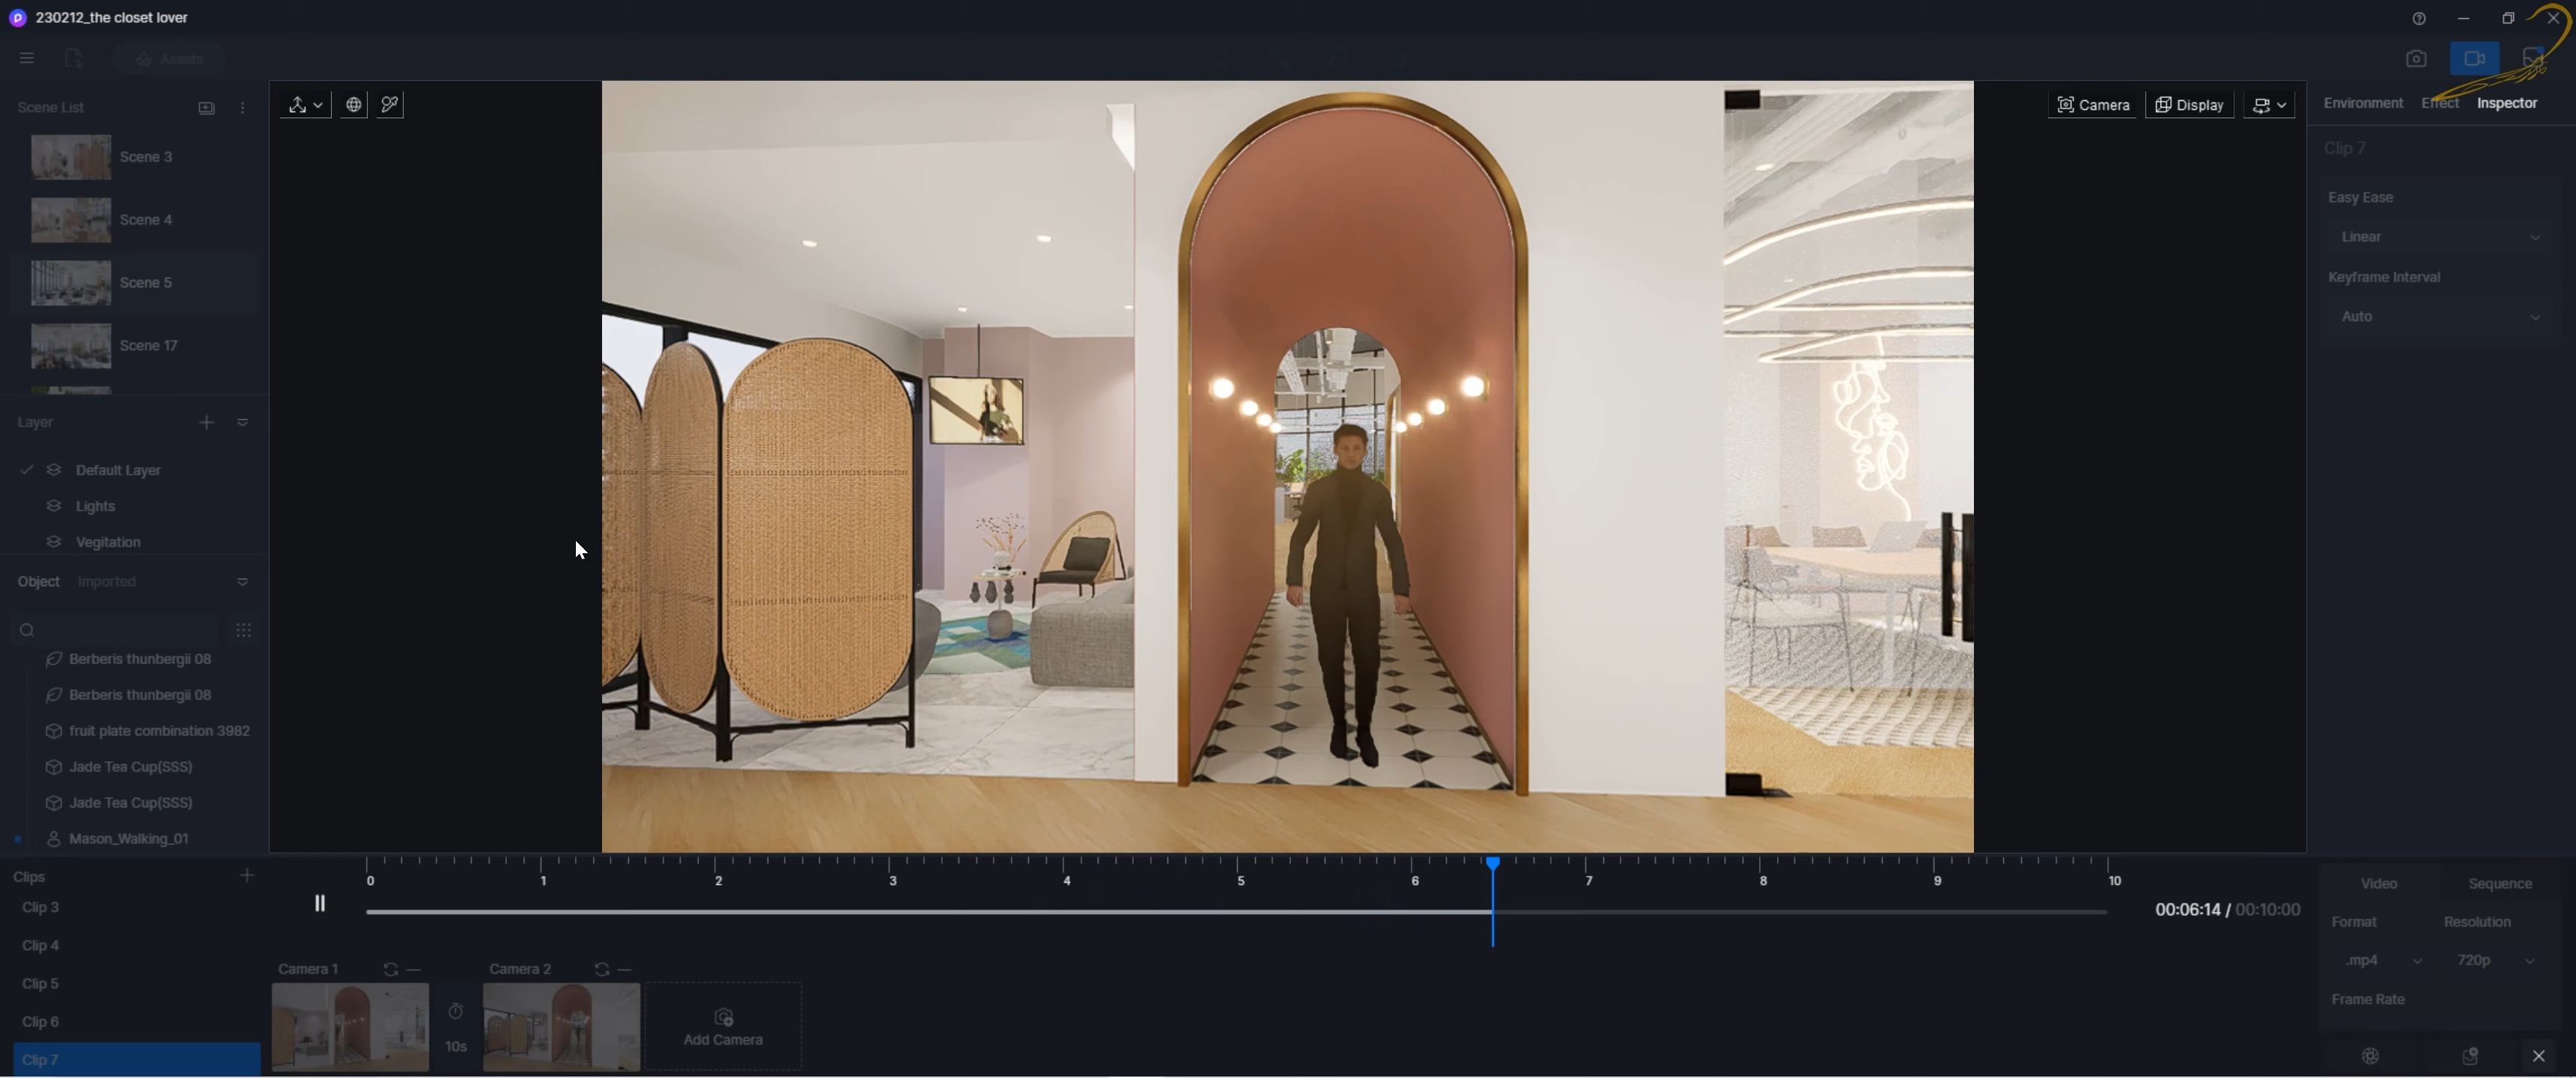 230212_the closet lover
Assets
Scene List
Scene 3
Scene 4
Scene 5
Scene 17
Layer
Default Layer
Lights
Vegitation
Object Imported
Berberis thunbergii 08
Berberis thunbergii 08
fruit plate combination 3982
Jade Tea Cup(SSS)
Jade Tea Cup(SSS)
Mason_Walking_01
Camera Display
Environment Effect Inspector
Clip 7
Easy Ease
Linear
Keyframe Interval
Auto
Clips
Clip 3
Clip 4
Clip 5
Clip 6
Clip 7
0 1 2 3 4 5 6 7 8 9 10
00:06:14 / 00:10:00
Camera 1
10s
Camera 2
Add Camera
Video Sequence
Format Resolution
.mp4 720p
Frame Rate